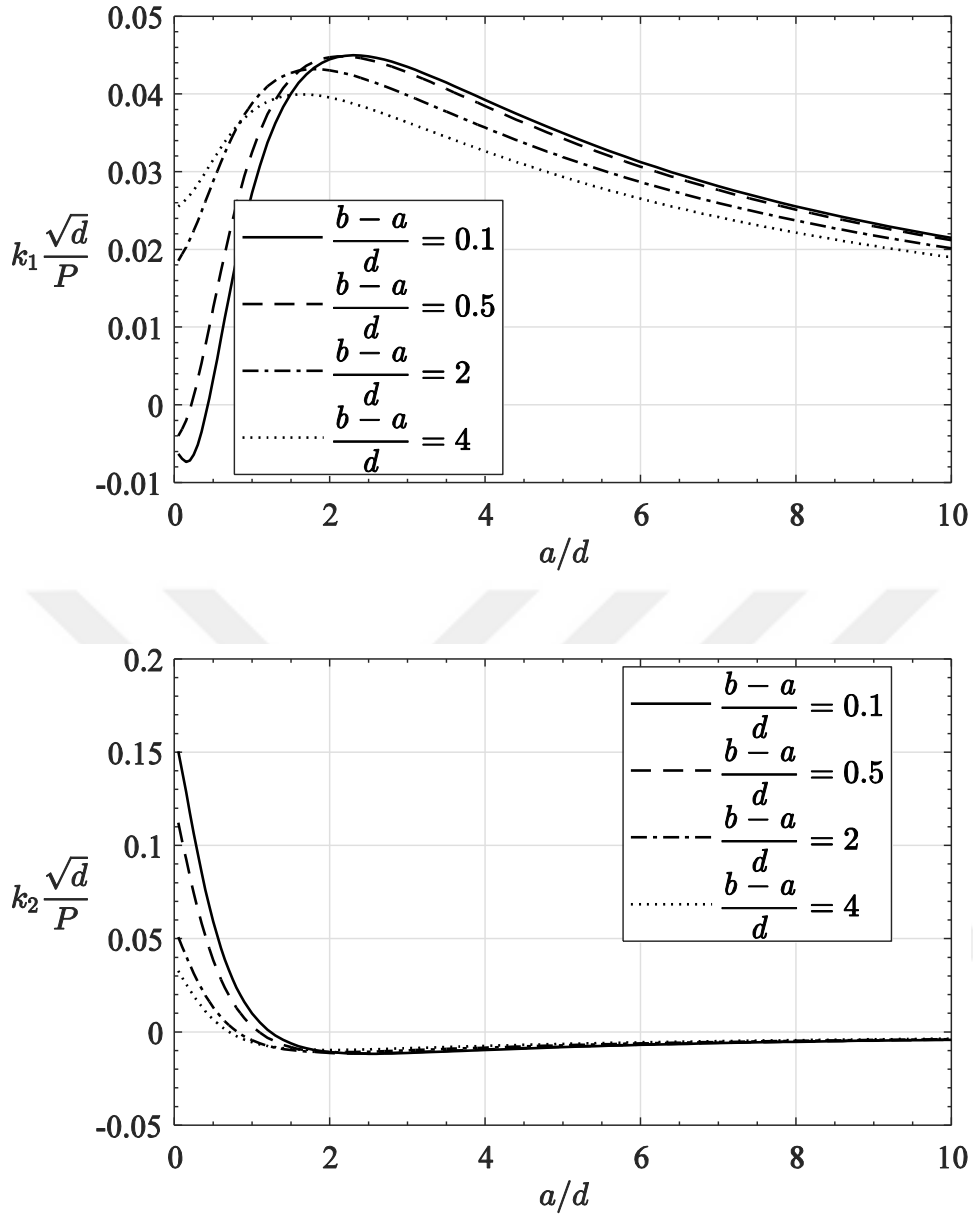 0.05
0.04
0.03
0.02
0.01
0
-0.01
k₁ √d / P
(b − a)/d = 0.1
(b − a)/d = 0.5
(b − a)/d = 2
(b − a)/d = 4
0 2 4 6 8 10
a/d
0.2
0.15
0.1
0.05
0
-0.05
k₂ √d / P
(b − a)/d = 0.1
(b − a)/d = 0.5
(b − a)/d = 2
(b − a)/d = 4
0 2 4 6 8 10
a/d